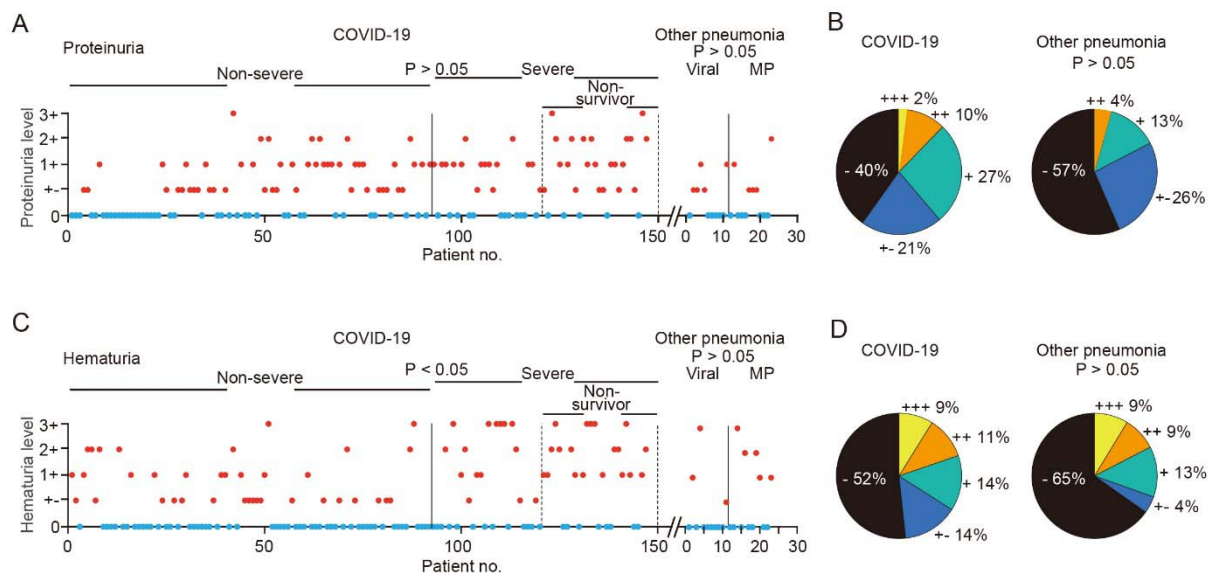 A
Proteinuria
COVID-19
Other pneumonia
P > 0.05
Non-severe
P > 0.05
Severe
Viral
MP
Non-
survivor
Proteinuria level
3+
2+
1+
+-
0
0
50
100
150
0
10
20
30
Patient no.
B
COVID-19
Other pneumonia
P > 0.05
+++ 2%
++ 10%
+ 27%
+- 21%
- 40%
++ 4%
+ 13%
+-26%
- 57%
C
Hematuria
COVID-19
Other pneumonia
P > 0.05
Non-severe
P < 0.05
Severe
Viral
MP
Non-
survivor
Hematuria level
3+
2+
1+
+-
0
0
50
100
150
0
10
20
30
Patient no.
D
COVID-19
Other pneumonia
P > 0.05
+++ 9%
++ 11%
+ 14%
+- 14%
- 52%
+++ 9%
++ 9%
+ 13%
+- 4%
- 65%